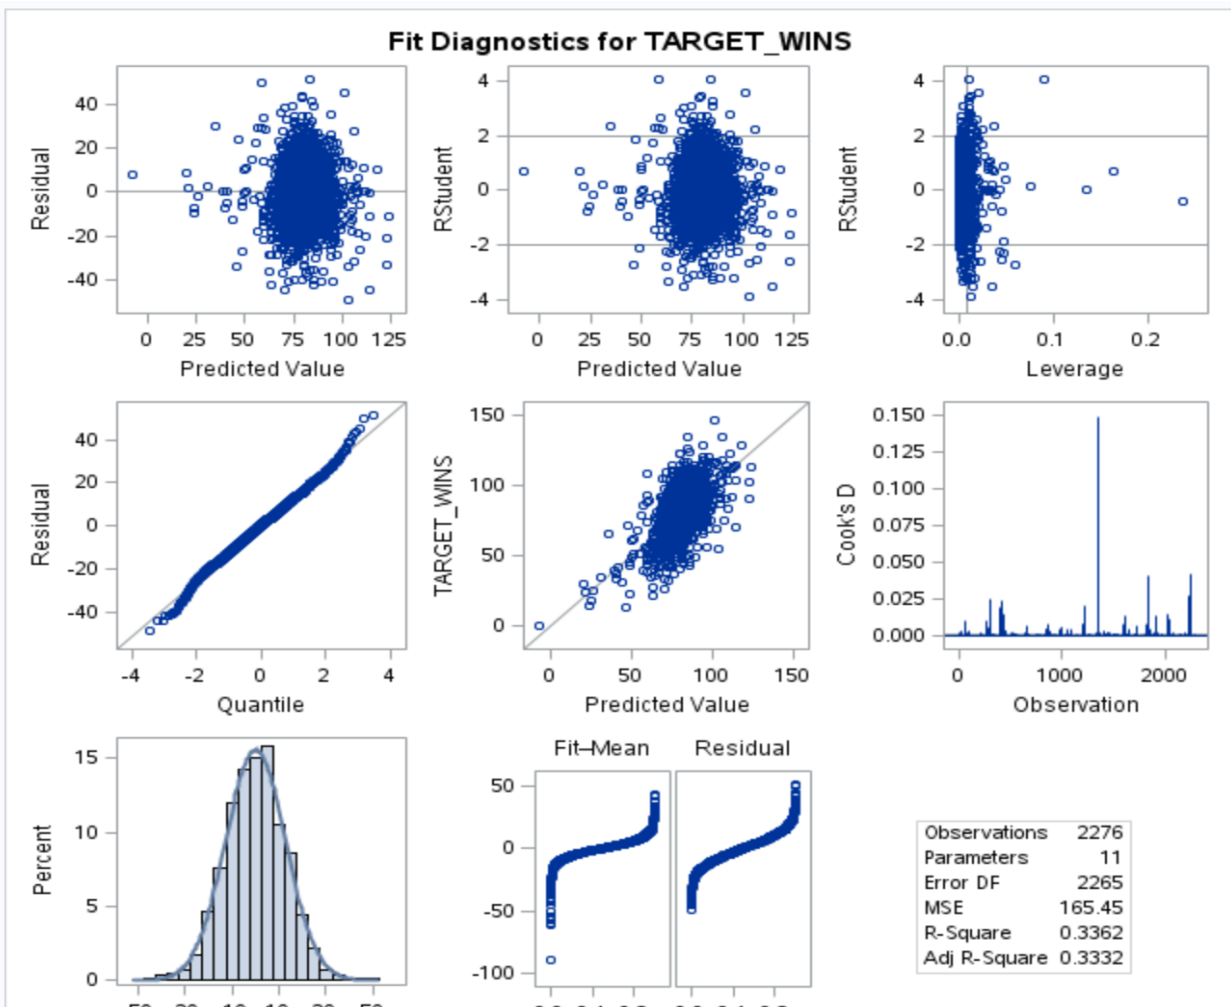 Fit Diagnostics for TARGET_WINS
40
20
0
-20
-40
Residual
0 25 50 75 100 125
Predicted Value
4
2
0
-2
-4
RStudent
0 25 50 75 100 125
Predicted Value
4
2
0
-2
-4
RStudent
0.0 0.1 0.2
Leverage
40
20
0
-20
-40
Residual
-4 -2 0 2 4
Quantile
150
100
50
0
TARGET_WINS
0 50 100 150
Predicted Value
0.150
0.125
0.100
0.075
0.050
0.025
0.000
Cook's D
0 1000 2000
Observation
15
10
5
0
Percent
Fit–Mean Residual
50
0
-50
-100
Observations 2276
Parameters 11
Error DF 2265
MSE 165.45
R-Square 0.3362
Adj R-Square 0.3332